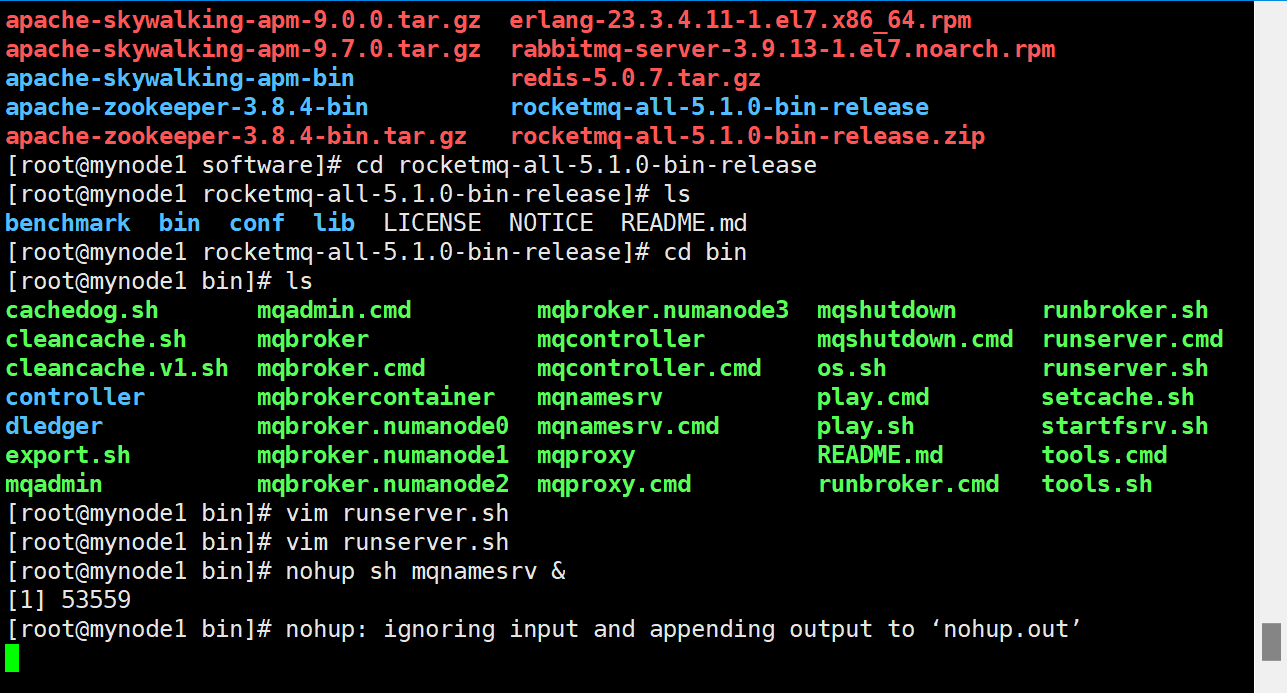 apache-skywalking-apm-9.0.0.tar.gz  erlang-23.3.4.11-1.el7.x86_64.rpm
apache-skywalking-apm-9.7.0.tar.gz  rabbitmq-server-3.9.13-1.el7.noarch.rpm
apache-skywalking-apm-bin           redis-5.0.7.tar.gz
apache-zookeeper-3.8.4-bin          rocketmq-all-5.1.0-bin-release
apache-zookeeper-3.8.4-bin.tar.gz   rocketmq-all-5.1.0-bin-release.zip
[root@mynode1 software]# cd rocketmq-all-5.1.0-bin-release
[root@mynode1 rocketmq-all-5.1.0-bin-release]# ls
benchmark  bin  conf  lib  LICENSE  NOTICE  README.md
[root@mynode1 rocketmq-all-5.1.0-bin-release]# cd bin
[root@mynode1 bin]# ls
cachedog.sh       mqadmin.cmd         mqbroker.numanode3  mqshutdown      runbroker.sh
cleancache.sh     mqbroker            mqcontroller        mqshutdown.cmd  runserver.cmd
cleancache.v1.sh  mqbroker.cmd        mqcontroller.cmd    os.sh           runserver.sh
controller        mqbrokercontainer   mqnamesrv           play.cmd        setcache.sh
dledger           mqbroker.numanode0  mqnamesrv.cmd       play.sh         startfsrv.sh
export.sh         mqbroker.numanode1  mqproxy             README.md       tools.cmd
mqadmin           mqbroker.numanode2  mqproxy.cmd         runbroker.cmd   tools.sh
[root@mynode1 bin]# vim runserver.sh
[root@mynode1 bin]# vim runserver.sh
[root@mynode1 bin]# nohup sh mqnamesrv &
[1] 53559
[root@mynode1 bin]# nohup: ignoring input and appending output to ‘nohup.out’